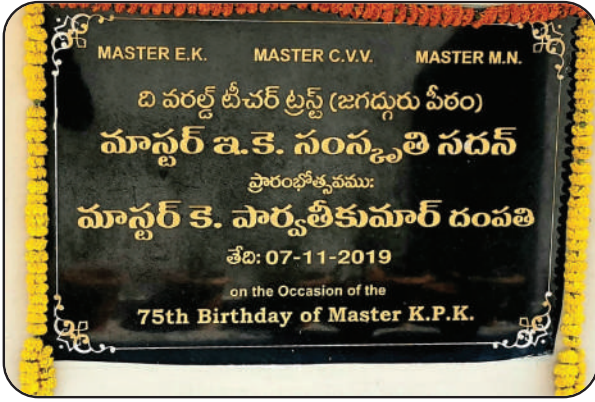 MASTER E.K. MASTER C.V.V. MASTER M.N.
ది వరల్డ్ టీచర్ ట్రస్ట్ (జగద్గురు పీఠం)
మాస్టర్ ఇ.కె. సంస్కృతి సదన్
ప్రారంభోత్సవము:
మాస్టర్ కె. పార్వతీకుమార్ దంపతి
తేది: 07-11-2019
on the Occasion of the
75th Birthday of Master K.P.K.